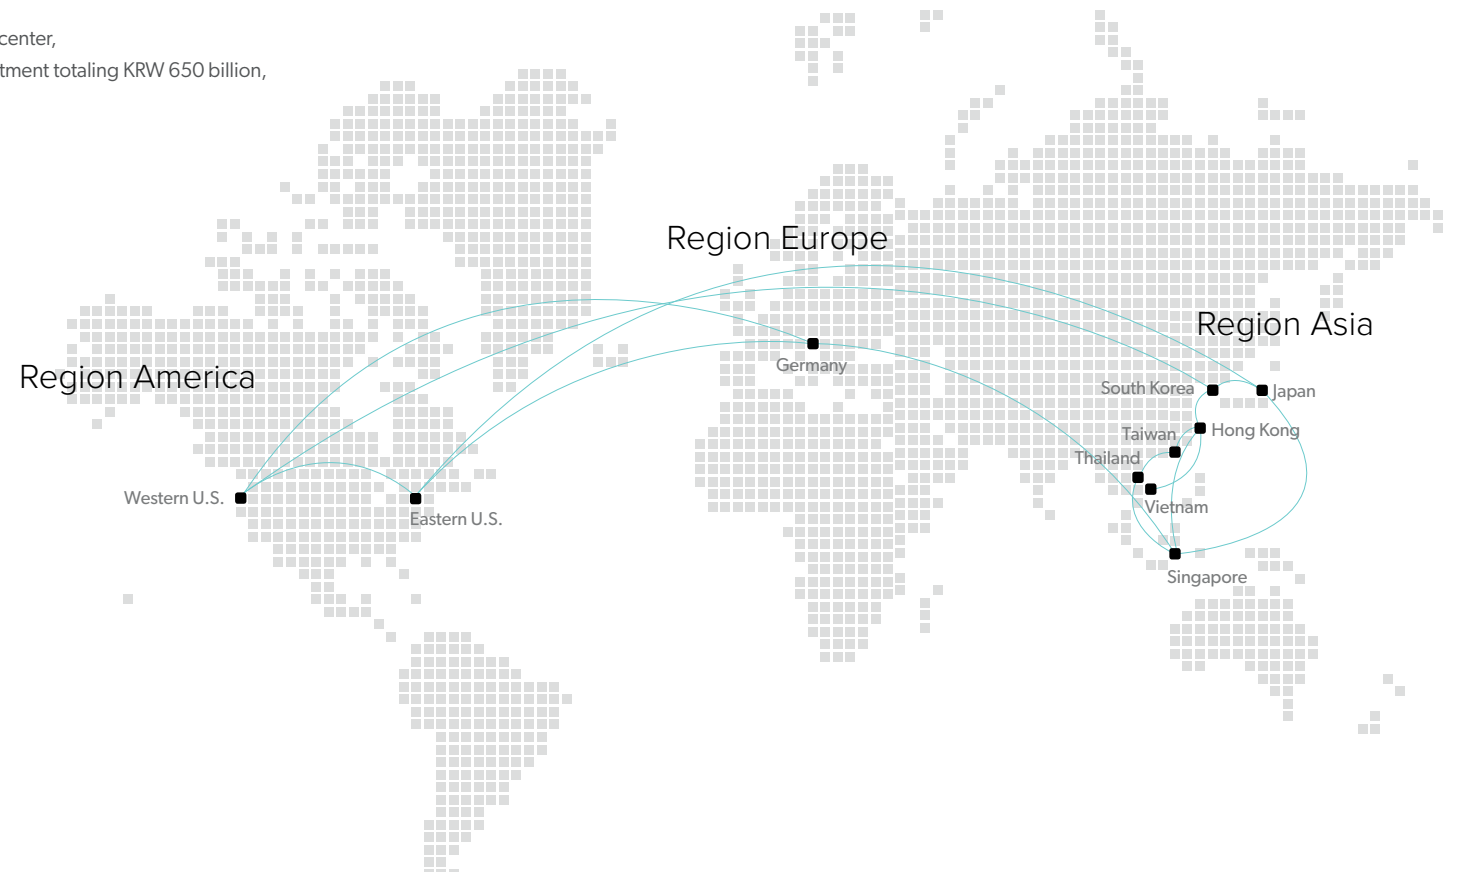 center,
tment totaling KRW 650 billion,
Region Europe
Region Asia
Region America
Germany
South Korea
Japan
Taiwan
Hong Kong
Thailand
Western U.S.
Vietnam
Eastern U.S.
Singapore